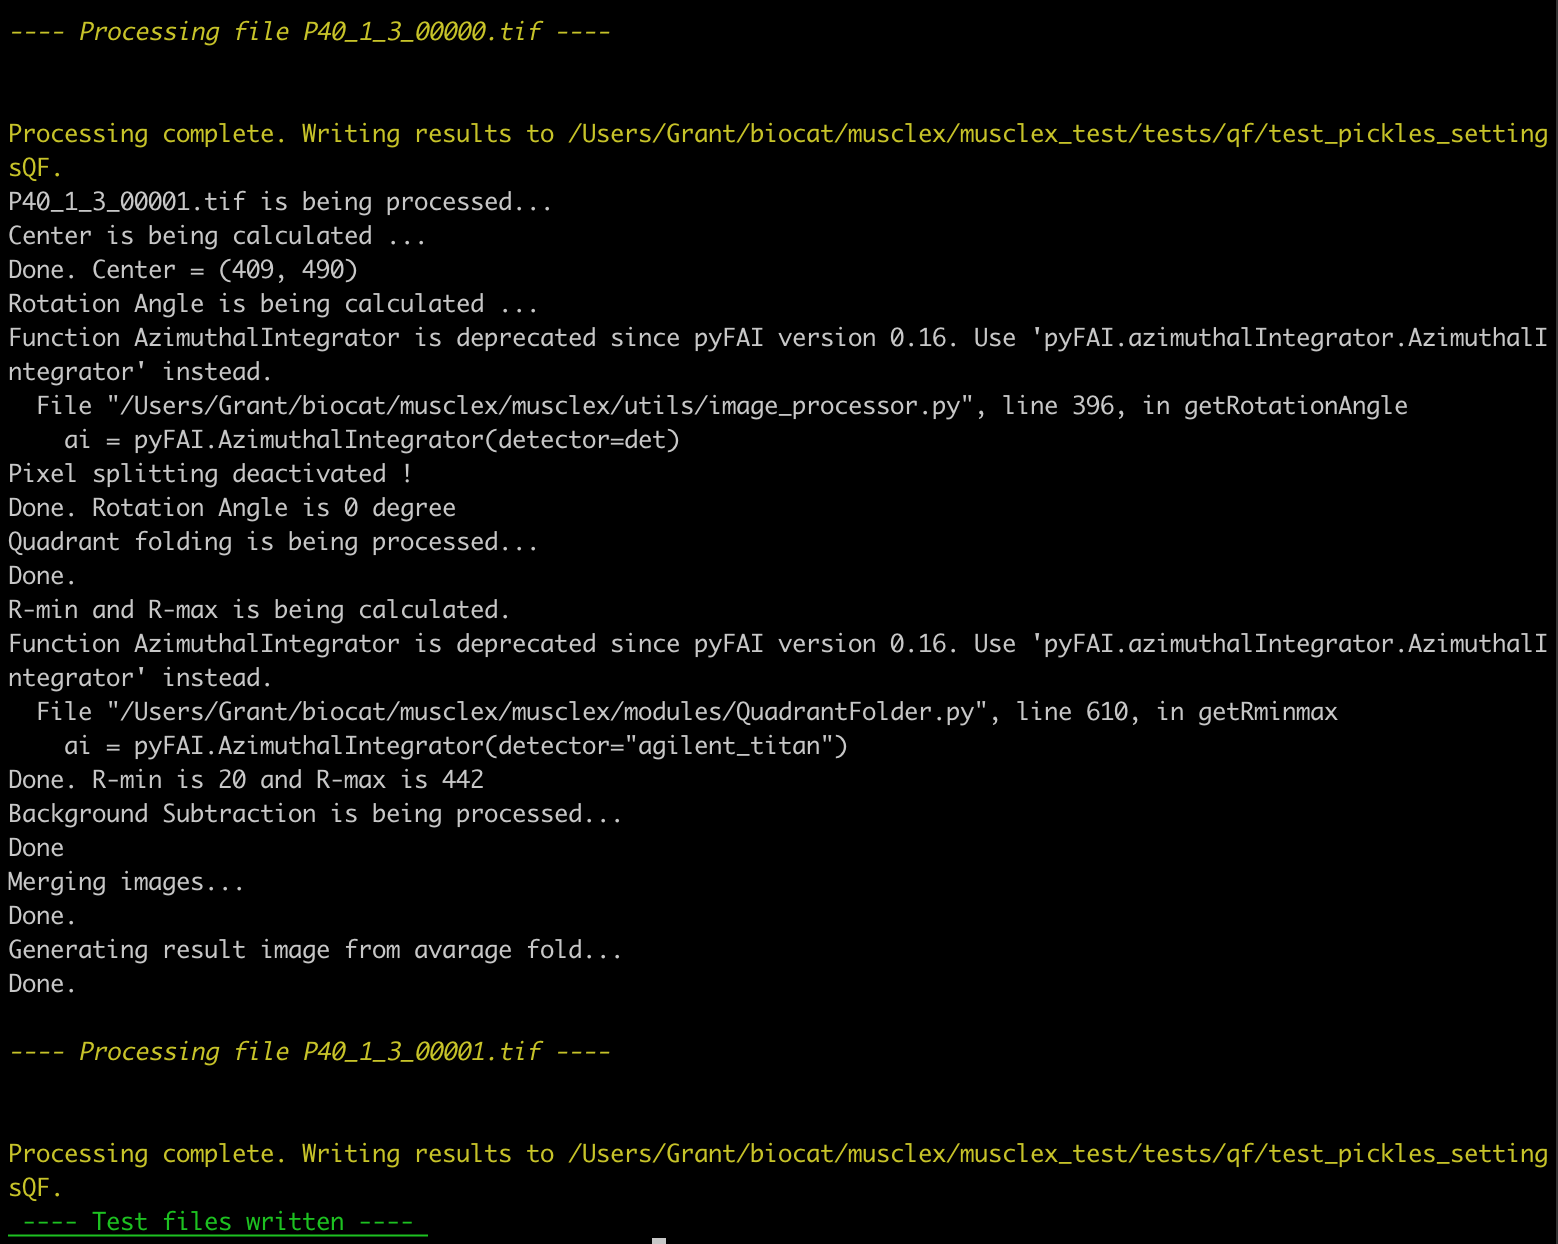 ---- Processing file P40_1_3_00000.tif ----
Processing complete. Writing results to /Users/Grant/biocat/musclex/musclex_test/tests/qf/test_pickles_setting
sQF.
P40_1_3_00001.tif is being processed...
Center is being calculated ...
Done. Center = (409, 490)
Rotation Angle is being calculated ...
Function AzimuthalIntegrator is deprecated since pyFAI version 0.16. Use 'pyFAI.azimuthalIntegrator.AzimuthalI
ntegrator' instead.
  File "/Users/Grant/biocat/musclex/musclex/utils/image_processor.py", line 396, in getRotationAngle
    ai = pyFAI.AzimuthalIntegrator(detector=det)
Pixel splitting deactivated !
Done. Rotation Angle is 0 degree
Quadrant folding is being processed...
Done.
R-min and R-max is being calculated.
Function AzimuthalIntegrator is deprecated since pyFAI version 0.16. Use 'pyFAI.azimuthalIntegrator.AzimuthalI
ntegrator' instead.
  File "/Users/Grant/biocat/musclex/musclex/modules/QuadrantFolder.py", line 610, in getRminmax
    ai = pyFAI.AzimuthalIntegrator(detector="agilent_titan")
Done. R-min is 20 and R-max is 442
Background Subtraction is being processed...
Done
Merging images...
Done.
Generating result image from avarage fold...
Done.
---- Processing file P40_1_3_00001.tif ----
Processing complete. Writing results to /Users/Grant/biocat/musclex/musclex_test/tests/qf/test_pickles_setting
sQF.
 ---- Test files written ----